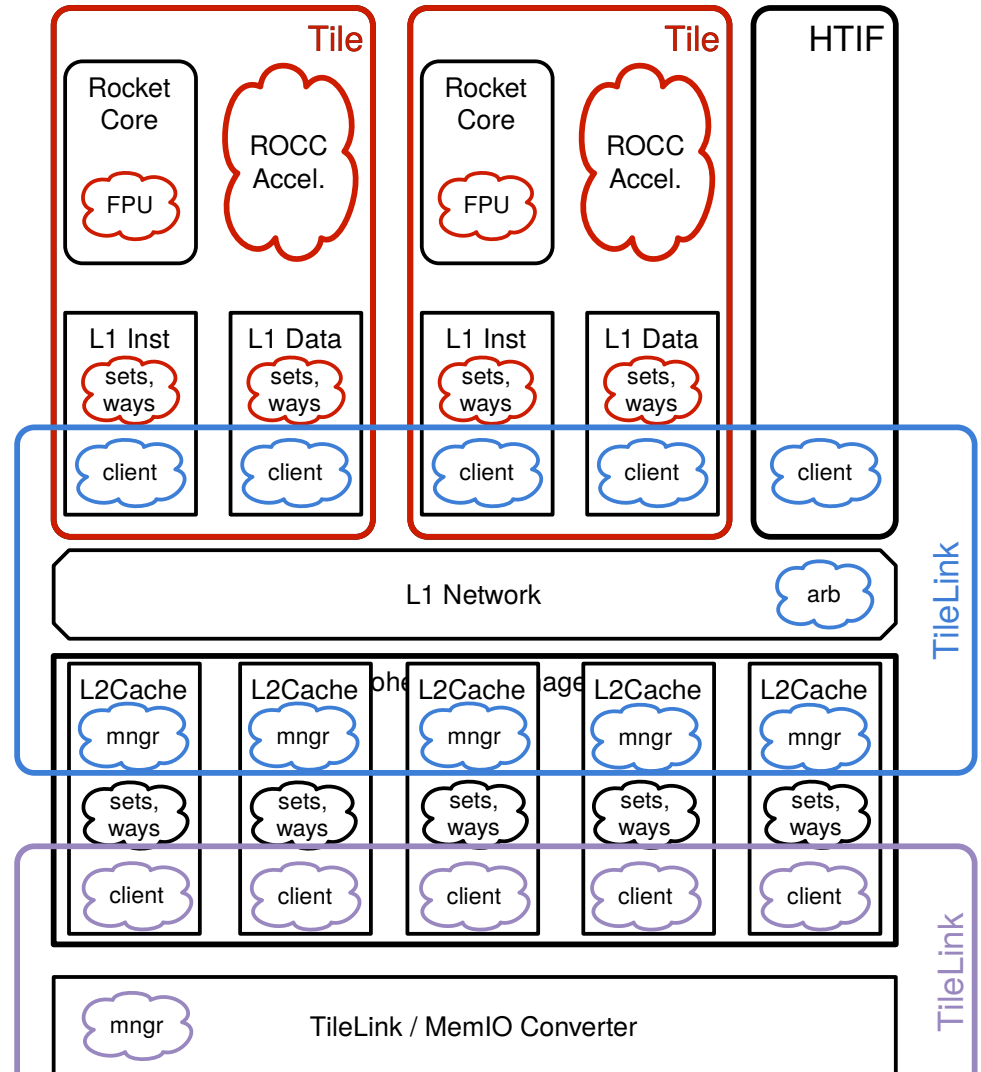 Tile
Tile
HTIF
Rocket
Core
FPU
ROCC
Accel.
Rocket
Core
FPU
ROCC
Accel.
L1 Inst
sets,
ways
client
L1 Data
sets,
ways
client
L1 Inst
sets,
ways
client
L1 Data
sets,
ways
client
client
L1 Network
arb
TileLink
L2Cache
mngr
sets,
ways
client
L2Cache
mngr
sets,
ways
client
L2Cache
mngr
sets,
ways
client
L2Cache
mngr
sets,
ways
client
L2Cache
mngr
sets,
ways
client
TileLink
mngr
TileLink / MemIO Converter